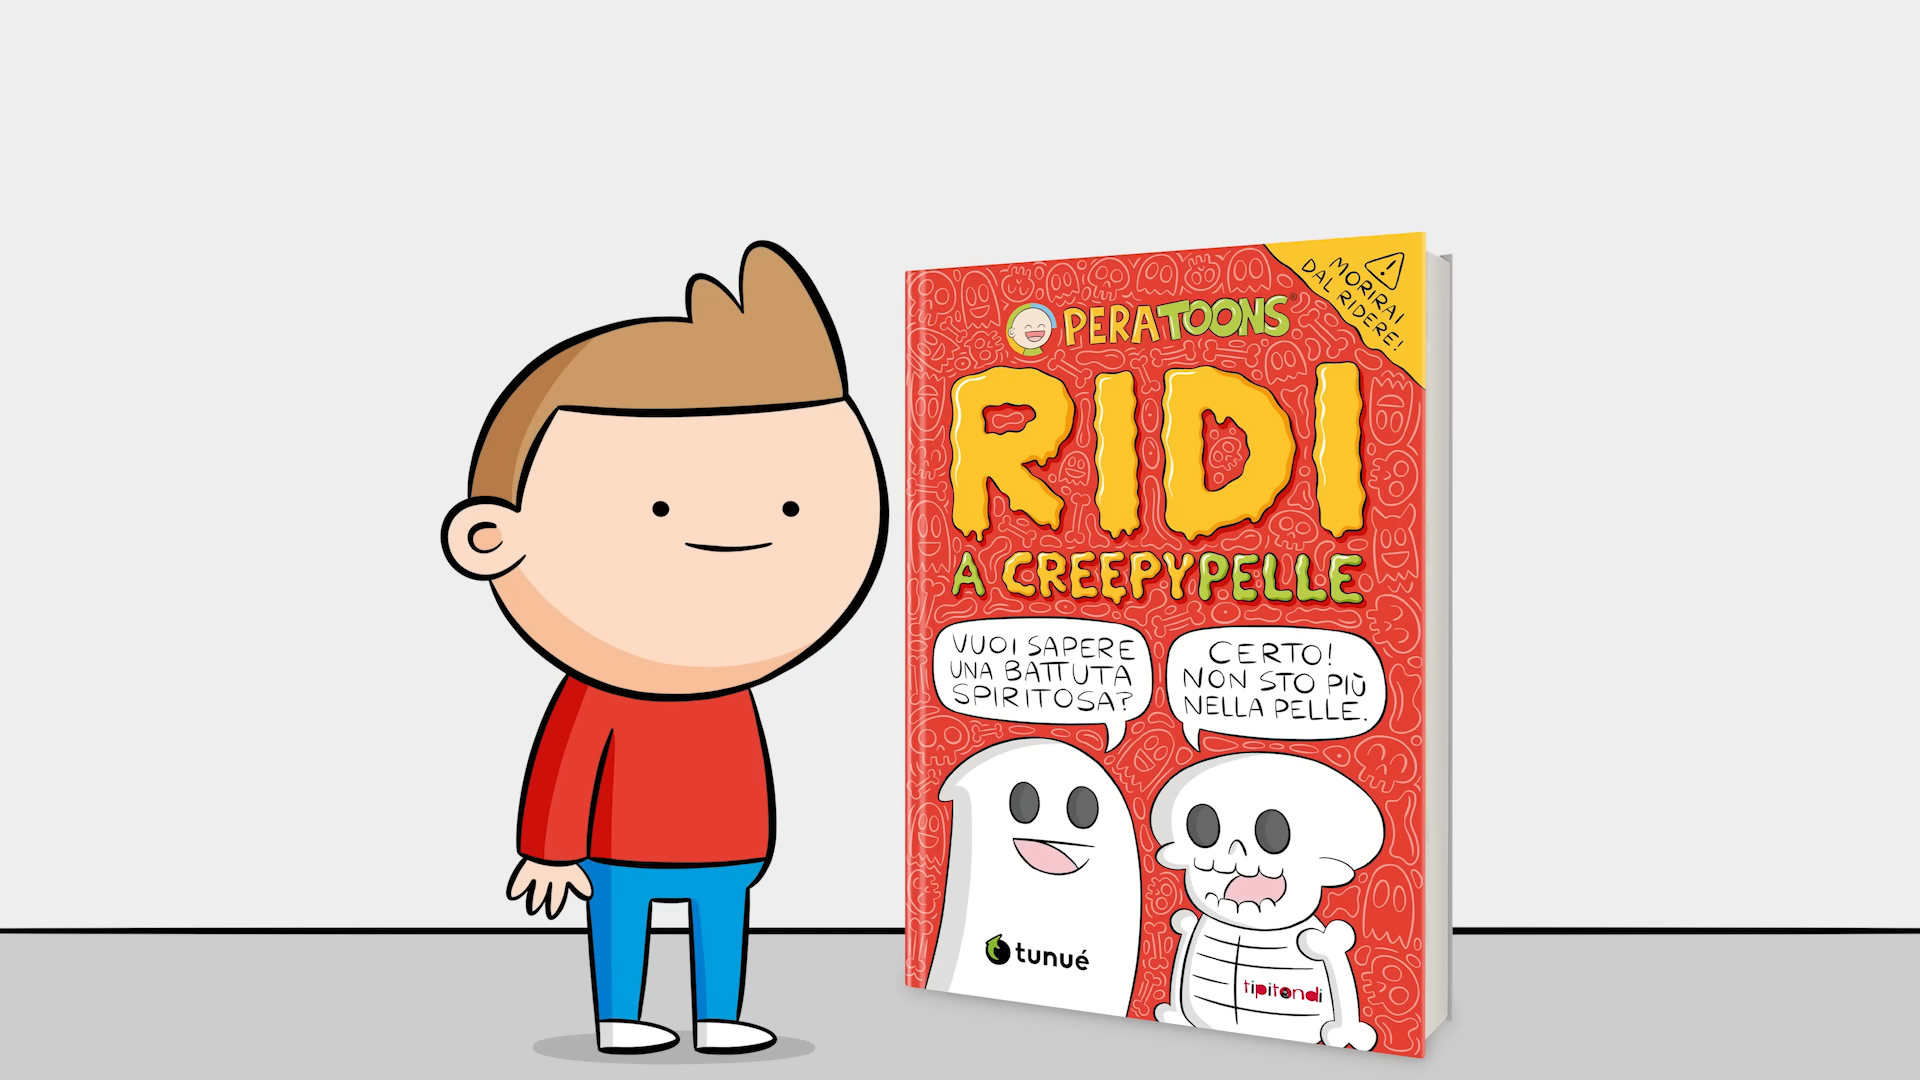 MORIRAI
DAL RIDERE!
PERATOONS®
RIDI
A CREEPYPELLE
VUOI SAPERE
UNA BATTUTA
SPIRITOSA?
CERTO!
NON STO PIÙ
NELLA PELLE.
tunué
tipitondi